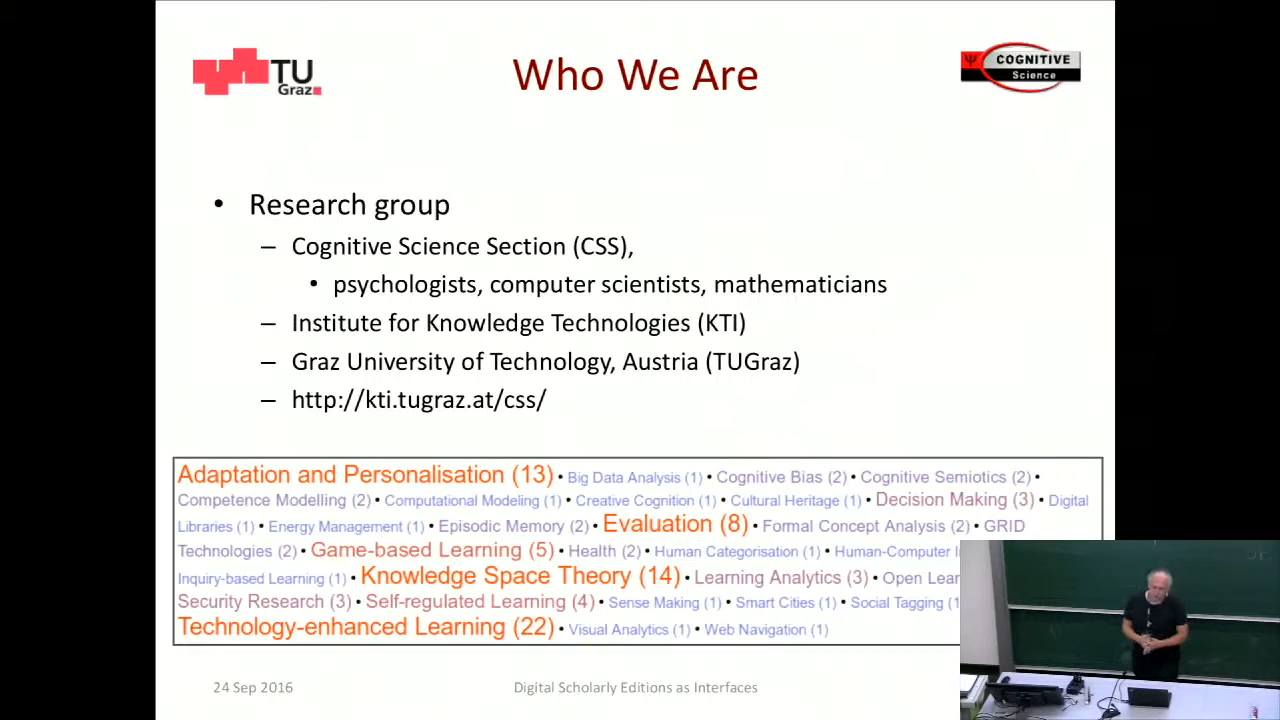 TU
Graz
Who We Are
COGNITIVE
Science
• Research group
– Cognitive Science Section (CSS),
• psychologists, computer scientists, mathematicians
– Institute for Knowledge Technologies (KTI)
– Graz University of Technology, Austria (TUGraz)
– http://kti.tugraz.at/css/
Adaptation and Personalisation (13) • Big Data Analysis (1) • Cognitive Bias (2) • Cognitive Semiotics (2) •
Competence Modelling (2) • Computational Modeling (1) • Creative Cognition (1) • Cultural Heritage (1) • Decision Making (3) • Digital
Libraries (1) • Energy Management (1) • Episodic Memory (2) • Evaluation (8) • Formal Concept Analysis (2) • GRID
Technologies (2) • Game-based Learning (5) • Health (2) • Human Categorisation (1) • Human-Computer
Inquiry-based Learning (1) • Knowledge Space Theory (14) • Learning Analytics (3) • Open
Security Research (3) • Self-regulated Learning (4) • Sense Making (1) • Smart Cities (1) • Social Tagging
Technology-enhanced Learning (22) • Visual Analytics (1) • Web Navigation (1)
24 Sep 2016
Digital Scholarly Editions as Interfaces